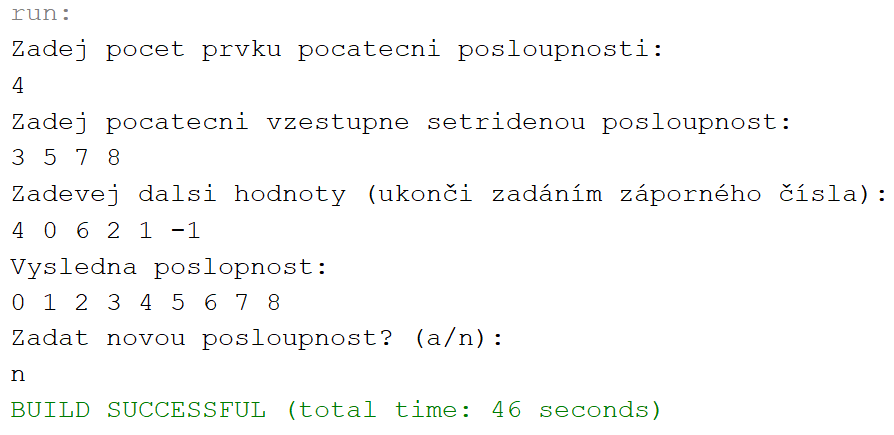 run:
Zadej pocet prvku pocatecni posloupnosti:
4
Zadej pocatecni vzestupne setridenou posloupnost:
3 5 7 8
Zadevej dalsi hodnoty (ukonči zadáním záporného čísla):
4 0 6 2 1 -1
Vysledna poslopnost:
0 1 2 3 4 5 6 7 8
Zadat novou posloupnost? (a/n):
n
BUILD SUCCESSFUL (total time: 46 seconds)